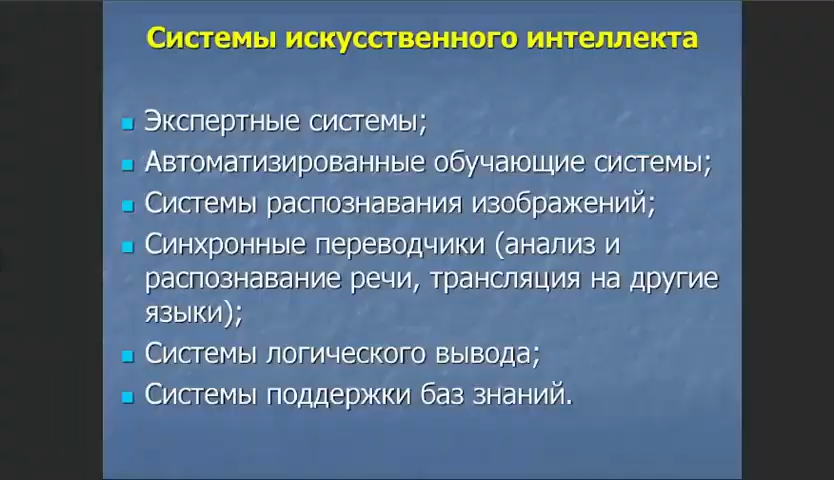 Системы искусственного интеллекта
Экспертные системы;
Автоматизированные обучающие системы;
Системы распознавания изображений;
Синхронные переводчики (анализ и
распознавание речи, трансляция на другие
языки);
Системы логического вывода;
Системы поддержки баз знаний.